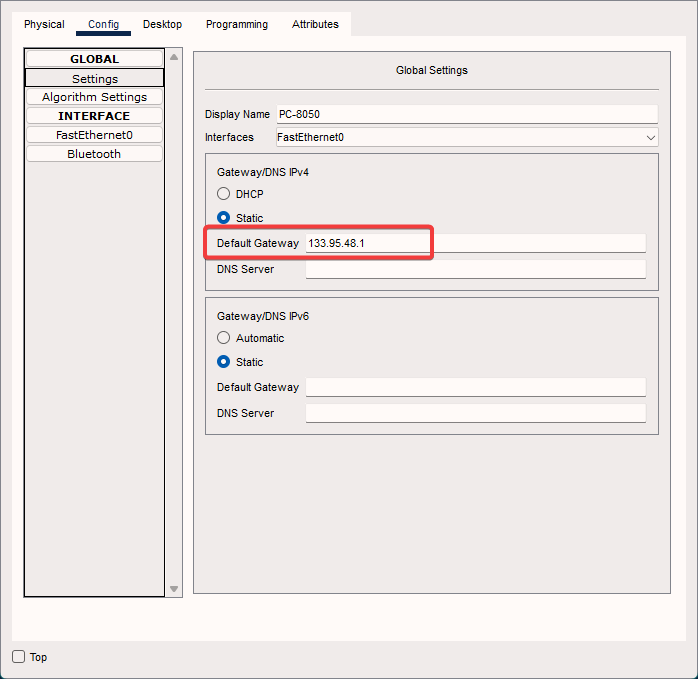 Physical Config Desktop Programming Attributes
GLOBAL
Settings
Algorithm Settings
INTERFACE
FastEthernet0
Bluetooth
Global Settings
Display Name PC-8050
Interfaces FastEthernet0
Gateway/DNS IPv4
DHCP
Static
Default Gateway 133.95.48.1
DNS Server
Gateway/DNS IPv6
Automatic
Static
Default Gateway
DNS Server
Top